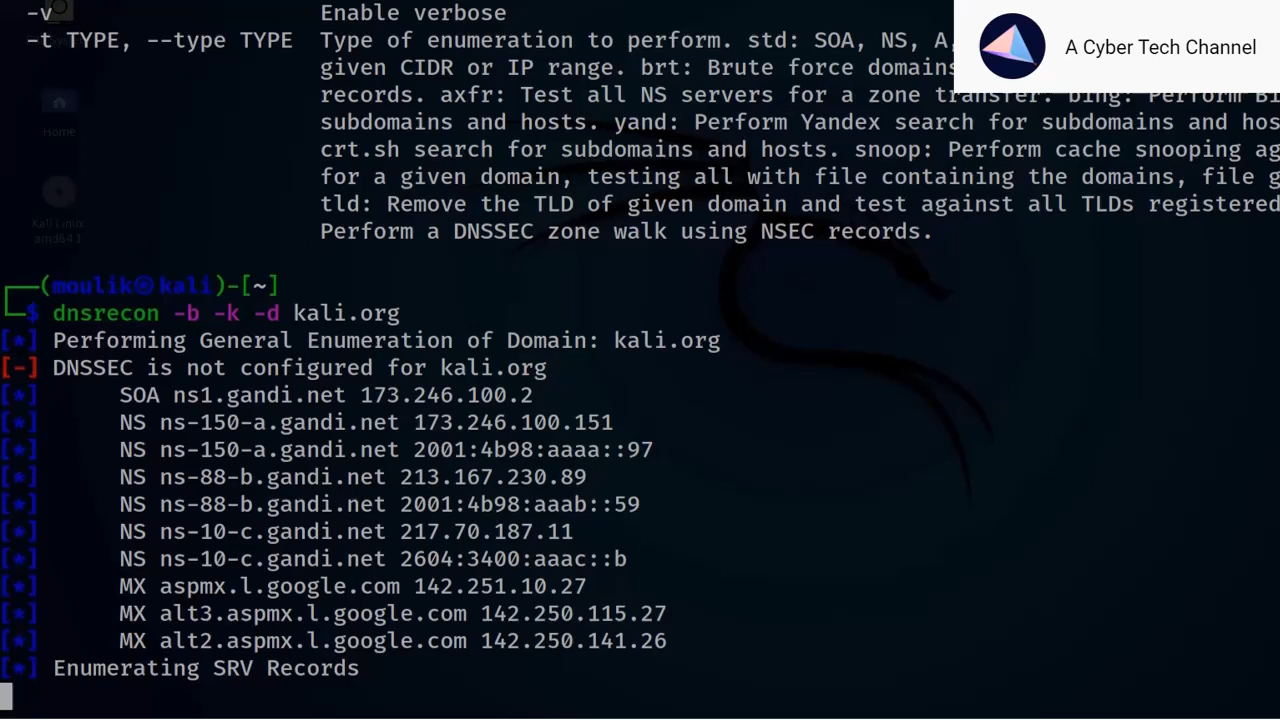 -v                    Enable verbose
-t TYPE, --type TYPE  Type of enumeration to perform. std: SOA, NS, A,
given CIDR or IP range. brt: Brute force domains
records. axfr: Test all NS servers for a zone transfer. bing: Perform Bi
subdomains and hosts. yand: Perform Yandex search for subdomains and hos
crt.sh search for subdomains and hosts. snoop: Perform cache snooping ag
for a given domain, testing all with file containing the domains, file g
tld: Remove the TLD of given domain and test against all TLDs registered
Perform a DNSSEC zone walk using NSEC records.
A Cyber Tech Channel
Home
Kali Linux
amd64 1
┌──(moulik㉿kali)-[~]
└─$ dnsrecon -b -k -d kali.org
[*] Performing General Enumeration of Domain: kali.org
[-] DNSSEC is not configured for kali.org
[*]      SOA ns1.gandi.net 173.246.100.2
[*]      NS ns-150-a.gandi.net 173.246.100.151
[*]      NS ns-150-a.gandi.net 2001:4b98:aaaa::97
[*]      NS ns-88-b.gandi.net 213.167.230.89
[*]      NS ns-88-b.gandi.net 2001:4b98:aaab::59
[*]      NS ns-10-c.gandi.net 217.70.187.11
[*]      NS ns-10-c.gandi.net 2604:3400:aaac::b
[*]      MX aspmx.l.google.com 142.251.10.27
[*]      MX alt3.aspmx.l.google.com 142.250.115.27
[*]      MX alt2.aspmx.l.google.com 142.250.141.26
[*] Enumerating SRV Records